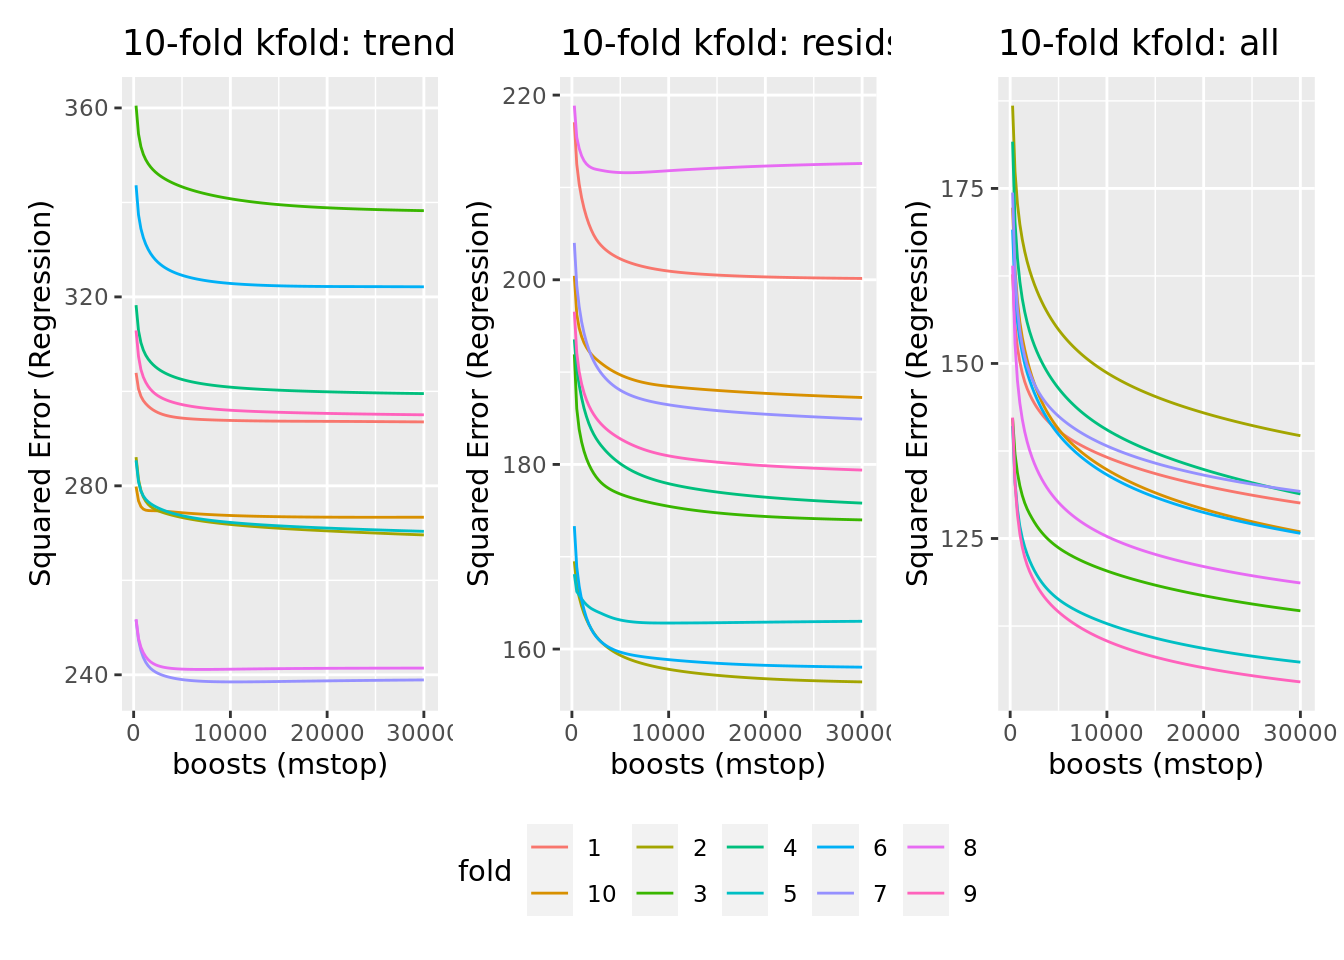 10-fold kfold: trend
10-fold kfold: resids
10-fold kfold: all
Squared Error (Regression)
360
320
280
240
0 10000 20000 30000
boosts (mstop)
Squared Error (Regression)
220
200
180
160
0 10000 20000 30000
boosts (mstop)
Squared Error (Regression)
175
150
125
0 10000 20000 30000
boosts (mstop)
fold
1 2 4 6 8
10 3 5 7 9